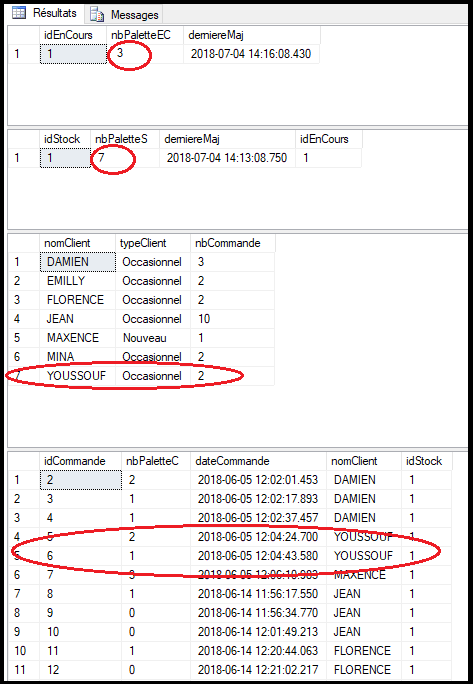 Résultats Messages
idEnCours nbPaletteEC derniereMaj
1 1 3 2018-07-04 14:16:08.430
idStock nbPaletteS derniereMaj idEnCours
1 1 7 2018-07-04 14:13:08.750 1
nomClient typeClient nbCommande
1 DAMIEN Occasionnel 3
2 EMILLY Occasionnel 2
3 FLORENCE Occasionnel 2
4 JEAN Occasionnel 10
5 MAXENCE Nouveau 1
6 MINA Occasionnel 2
7 YOUSSOUF Occasionnel 2
idCommande nbPaletteC dateCommande nomClient idStock
1 2 2 2018-06-05 12:02:01.453 DAMIEN 1
2 3 1 2018-06-05 12:02:17.893 DAMIEN 1
3 4 1 2018-06-05 12:02:37.457 DAMIEN 1
4 5 2 2018-06-05 12:04:24.700 YOUSSOUF 1
5 6 1 2018-06-05 12:04:43.580 YOUSSOUF 1
6 7 3 2018-06-05 MAXENCE 1
7 8 1 2018-06-14 11:56:17.550 JEAN 1
8 9 0 2018-06-14 11:56:34.770 JEAN 1
9 10 0 2018-06-14 12:01:49.213 JEAN 1
10 11 1 2018-06-14 12:20:44.063 FLORENCE 1
11 12 0 2018-06-14 12:21:02.217 FLORENCE 1